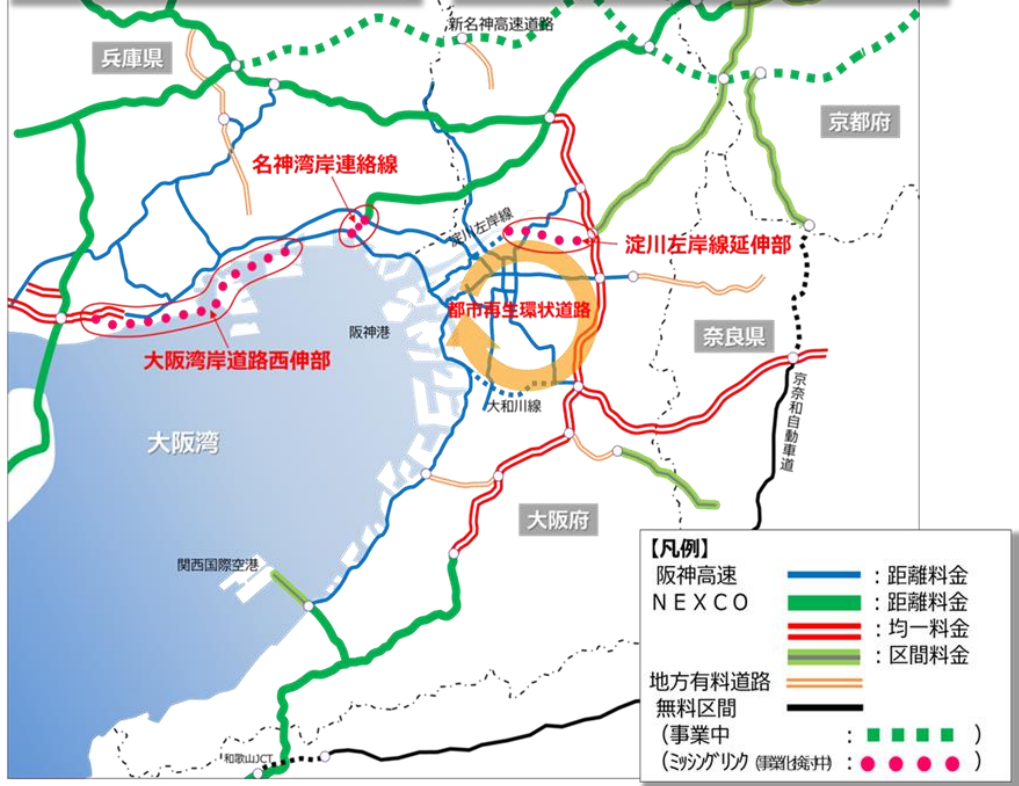 新名神高速道路
兵庫県
京都府
名神湾岸連絡線
淀川左岸線
淀川左岸線延伸部
都市再生環状道路
阪神港
奈良県
大阪湾岸道路西伸部
京奈和自動車道
大和川線
大阪湾
大阪府
関西国際空港
和歌山JCT
【凡例】
阪神高速 : 距離料金
NEXCO : 距離料金
: 均一料金
: 区間料金
地方有料道路
無料区間
(事業中 : )
(ミッシングリンク (事業化検討中) : )